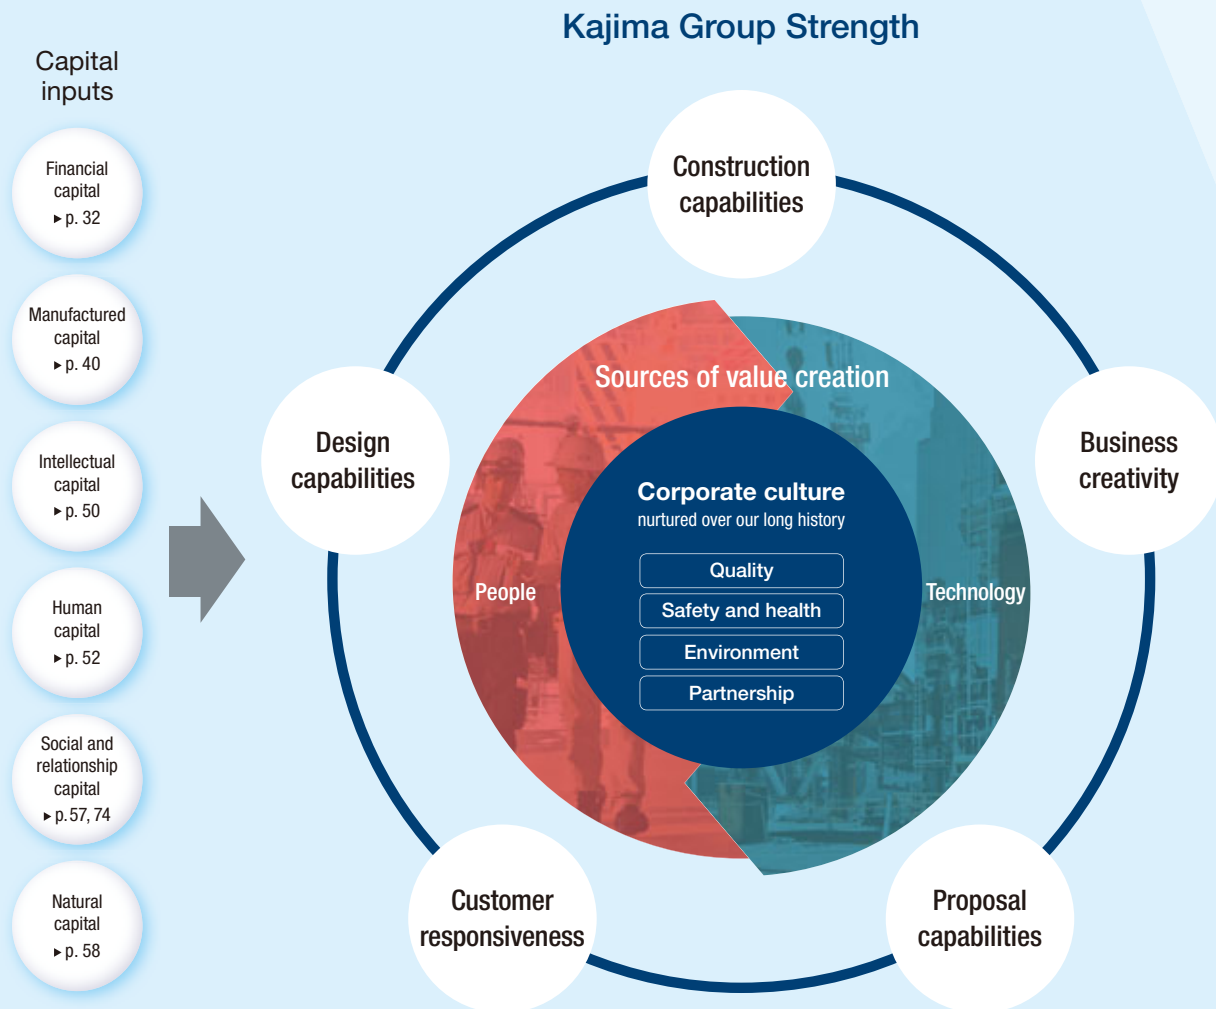 Kajima Group Strength
Capital
inputs
Financial
capital
▸ p. 32
Manufactured
capital
▸ p. 40
Intellectual
capital
▸ p. 50
Human
capital
▸ p. 52
Social and
relationship
capital
▸ p. 57, 74
Natural
capital
▸ p. 58
Construction
capabilities
Design
capabilities
Business
creativity
Customer
responsiveness
Proposal
capabilities
Sources of value creation
People
Technology
Corporate culture
nurtured over our long history
Quality
Safety and health
Environment
Partnership